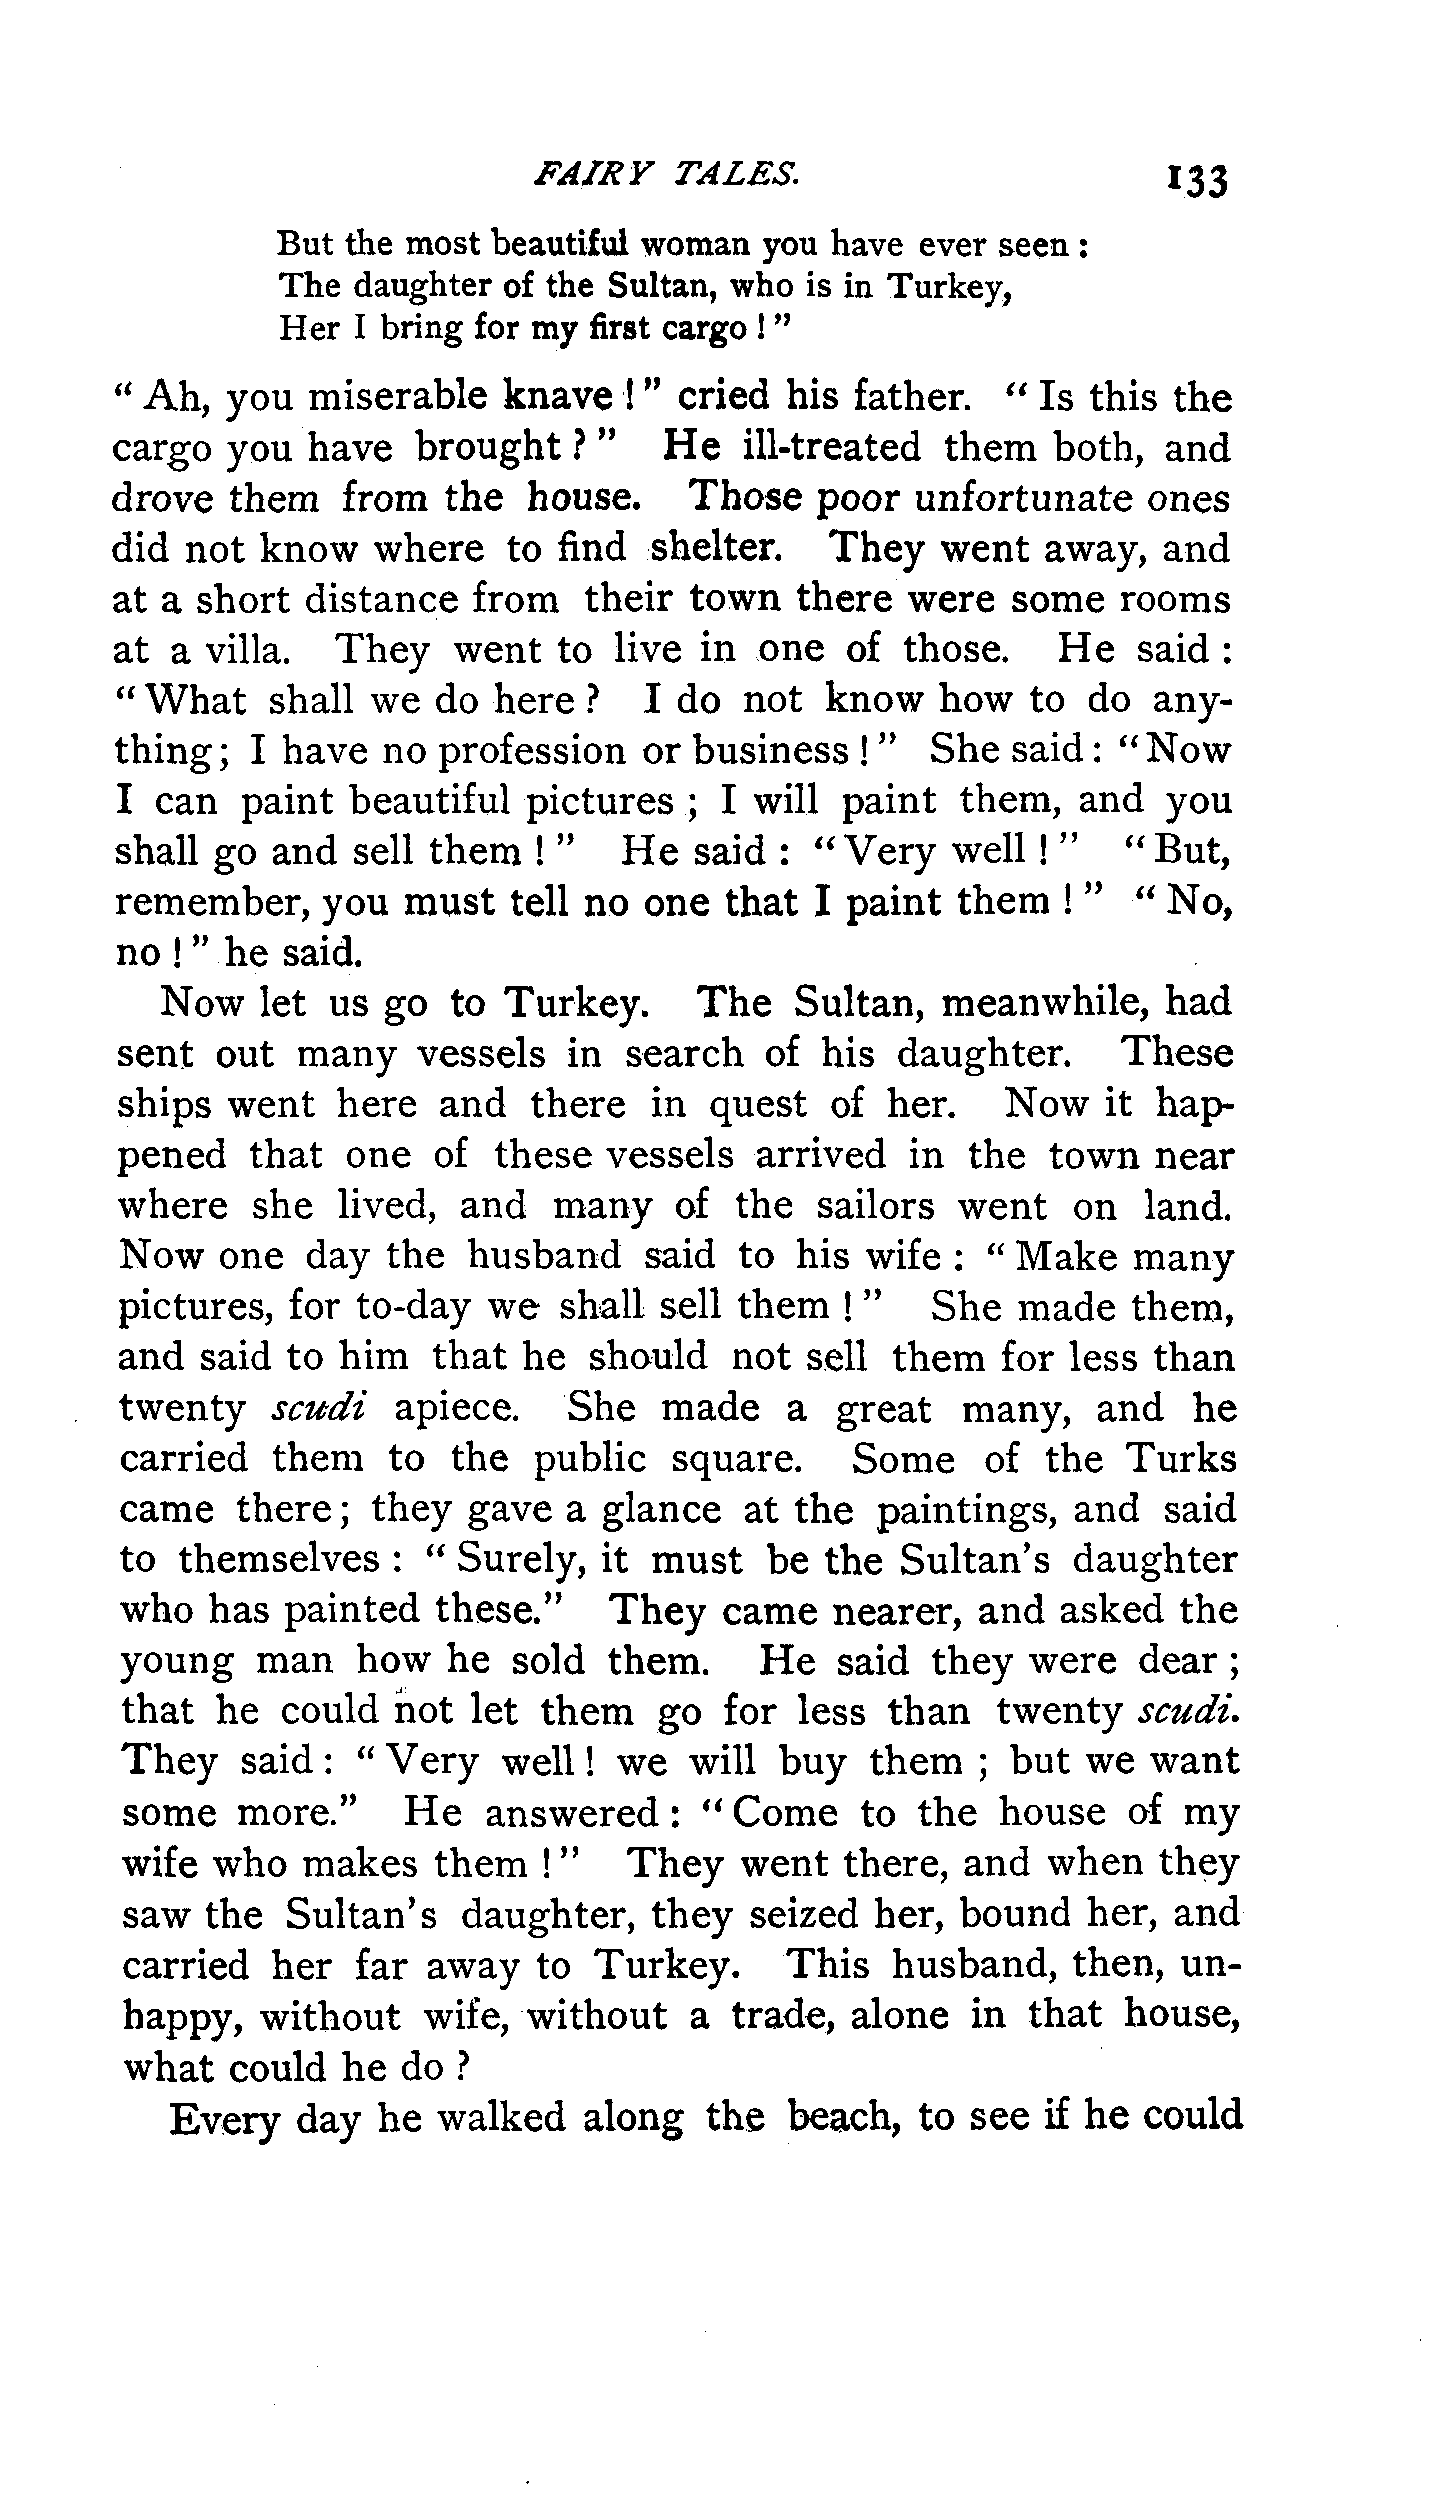 FAIRY TALES. 133
But the most beautiful woman you have ever seen :
The daughter of the Sultan, who is in Turkey,
Her I bring for my first cargo ! "
" Ah, you miserable knave ! " cried his father. " Is this the
cargo you have brought ? " He ill-treated them both, and
drove them from the house. Those poor unfortunate ones
did not know where to find shelter. They went away, and
at a short distance from their town there were some rooms
at a villa. They went to live in one of those. He said :
" What shall we do here ? I do not know how to do any-
thing ; I have no profession or business ! " She said : " Now
I can paint beautiful pictures ; I will paint them, and you
shall go and sell them ! " He said : " Very well ! " " But,
remember, you must tell no one that I paint them ! " " No,
no ! " he said.
Now let us go to Turkey. The Sultan, meanwhile, had
sent out many vessels in search of his daughter. These
ships went here and there in quest of her. Now it hap-
pened that one of these vessels arrived in the town near
where she lived, and many of the sailors went on land.
Now one day the husband said to his wife : " Make many
pictures, for to-day we shall sell them ! " She made them,
and said to him that he should not sell them for less than
twenty scudi apiece. She made a great many, and he
carried them to the public square. Some of the Turks
came there ; they gave a glance at the paintings, and said
to themselves : " Surely, it must be the Sultan's daughter
who has painted these." They came nearer, and asked the
young man how he sold them. He said they were dear ;
that he could not let them go for less than twenty scudi.
They said : " Very well ! we will buy them ; but we want
some more." He answered : " Come to the house of my
wife who makes them ! " They went there, and when they
saw the Sultan's daughter, they seized her, bound her, and
carried her far away to Turkey. This husband, then, un-
happy, without wife, without a trade, alone in that house,
what could he do ?
Every day he walked along the beach, to see if he could